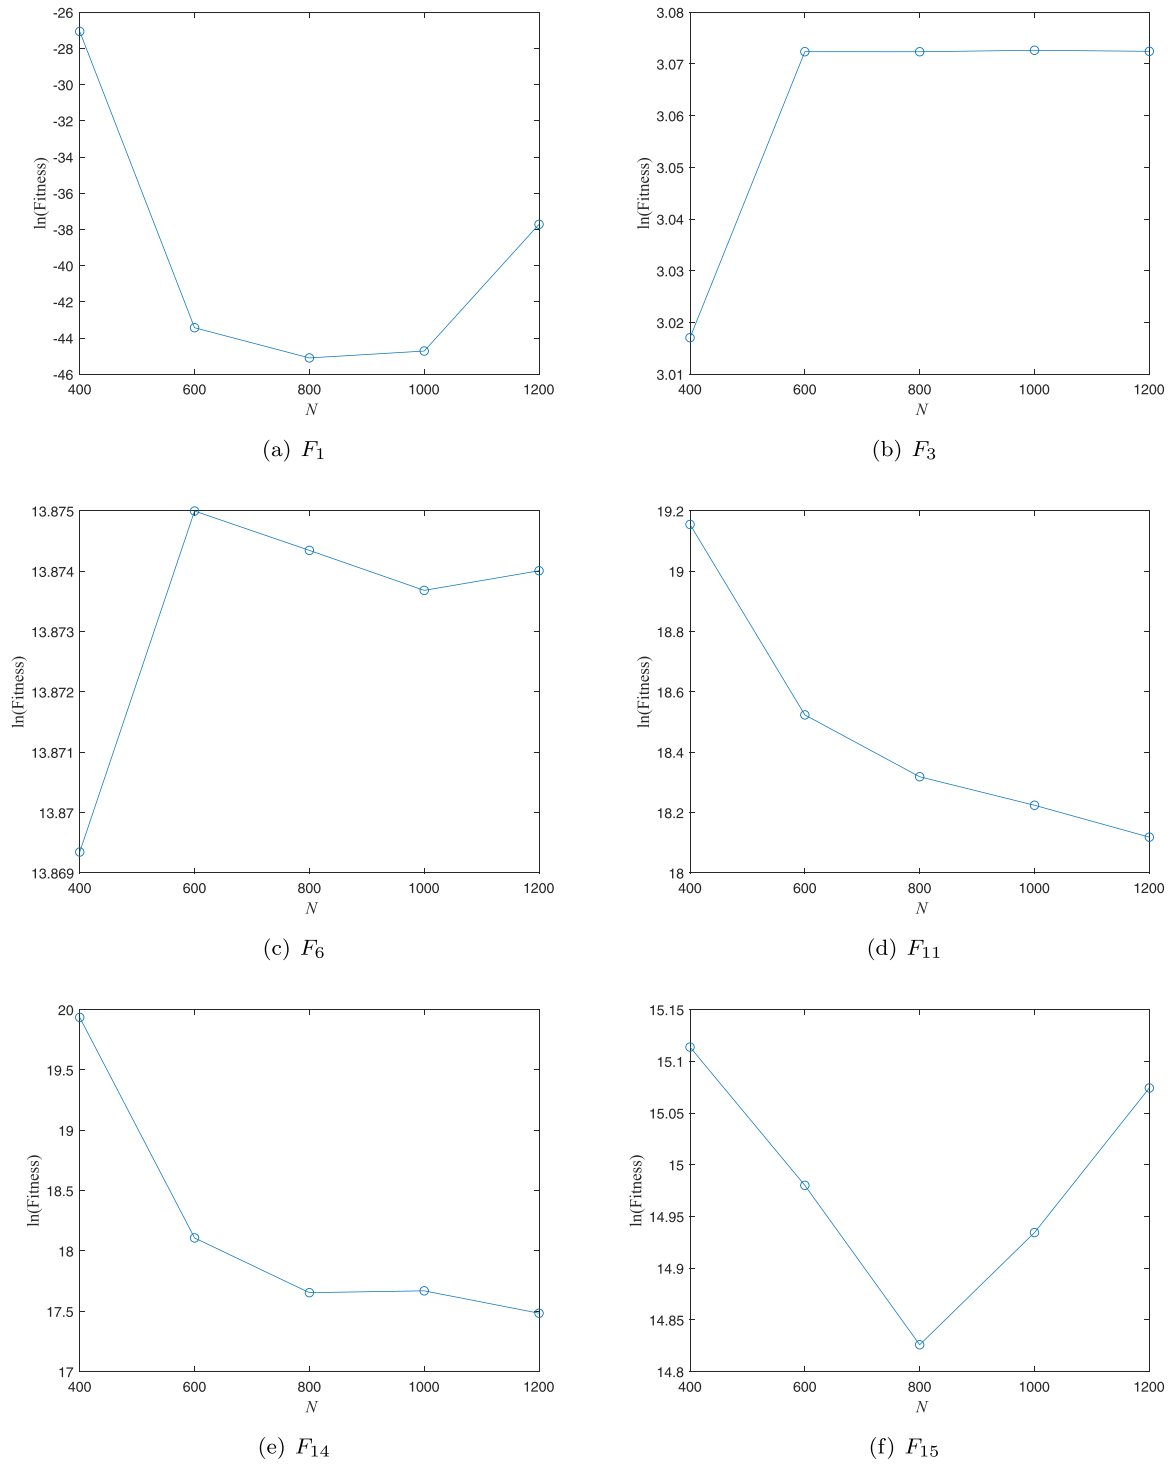 -26
-28
-30
-32
-34
-36
-38
-40
-42
-44
-46
ln(Fitness)
400 600 800 1000 1200
N
(a) F1
3.08
3.07
3.06
3.05
3.04
3.03
3.02
3.01
ln(Fitness)
400 600 800 1000 1200
N
(b) F3
13.875
13.874
13.873
13.872
13.871
13.87
13.869
ln(Fitness)
400 600 800 1000 1200
N
(c) F6
19.2
19
18.8
18.6
18.4
18.2
18
ln(Fitness)
400 600 800 1000 1200
N
(d) F11
20
19.5
19
18.5
18
17.5
17
ln(Fitness)
400 600 800 1000 1200
N
(e) F14
15.15
15.1
15.05
15
14.95
14.9
14.85
14.8
ln(Fitness)
400 600 800 1000 1200
N
(f) F15